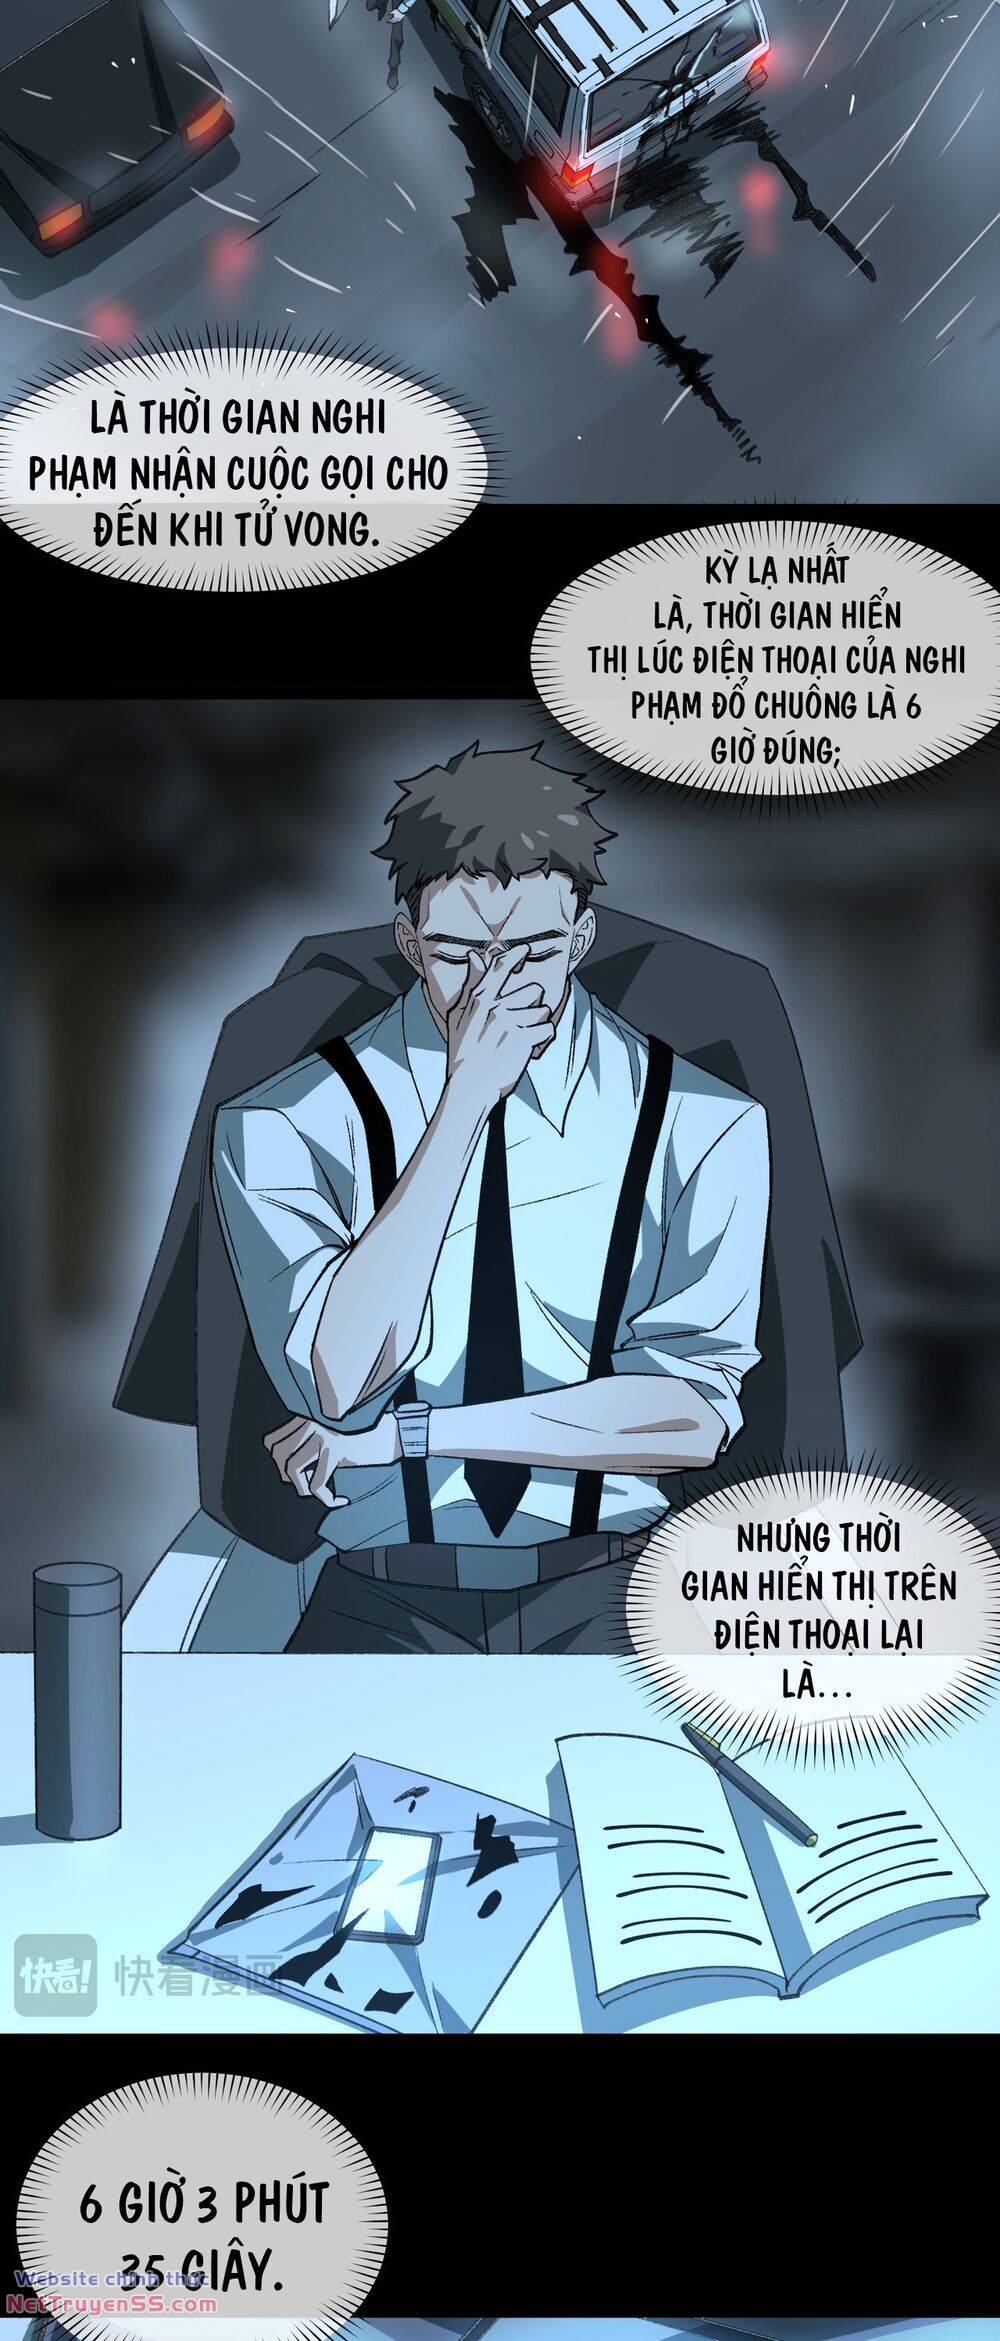 LÀ THỜI GIAN NGHI
PHẠM NHẬN CUỘC GỌI CHO
ĐẾN KHI TỬ VONG.
KỲ LẠ NHẤT
LÀ, THỜI GIAN HIỂN
THỊ LÚC ĐIỆN THOẠI CỦA NGHI
PHẠM ĐỔ CHUÔNG LÀ 6
GIỜ ĐÚNG;
NHƯNG THỜI
GIAN HIỂN THỊ TRÊN
ĐIỆN THOẠI LẠI
LÀ...
快看! 快看漫画
6 GIỜ 3 PHÚT
35 GIÂY.
Website chính thức
NetTruyenSS.com